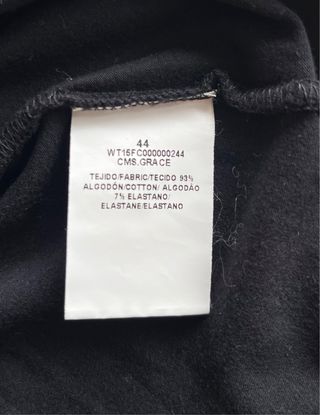 44
WT15FC000000244
CMS.GRACE
TEJIDO/FABRIC/TECIDO 93%
ALGODÓN/COTTON/ ALGODÃO
7% ELASTANO/
ELASTANE/ELASTANO